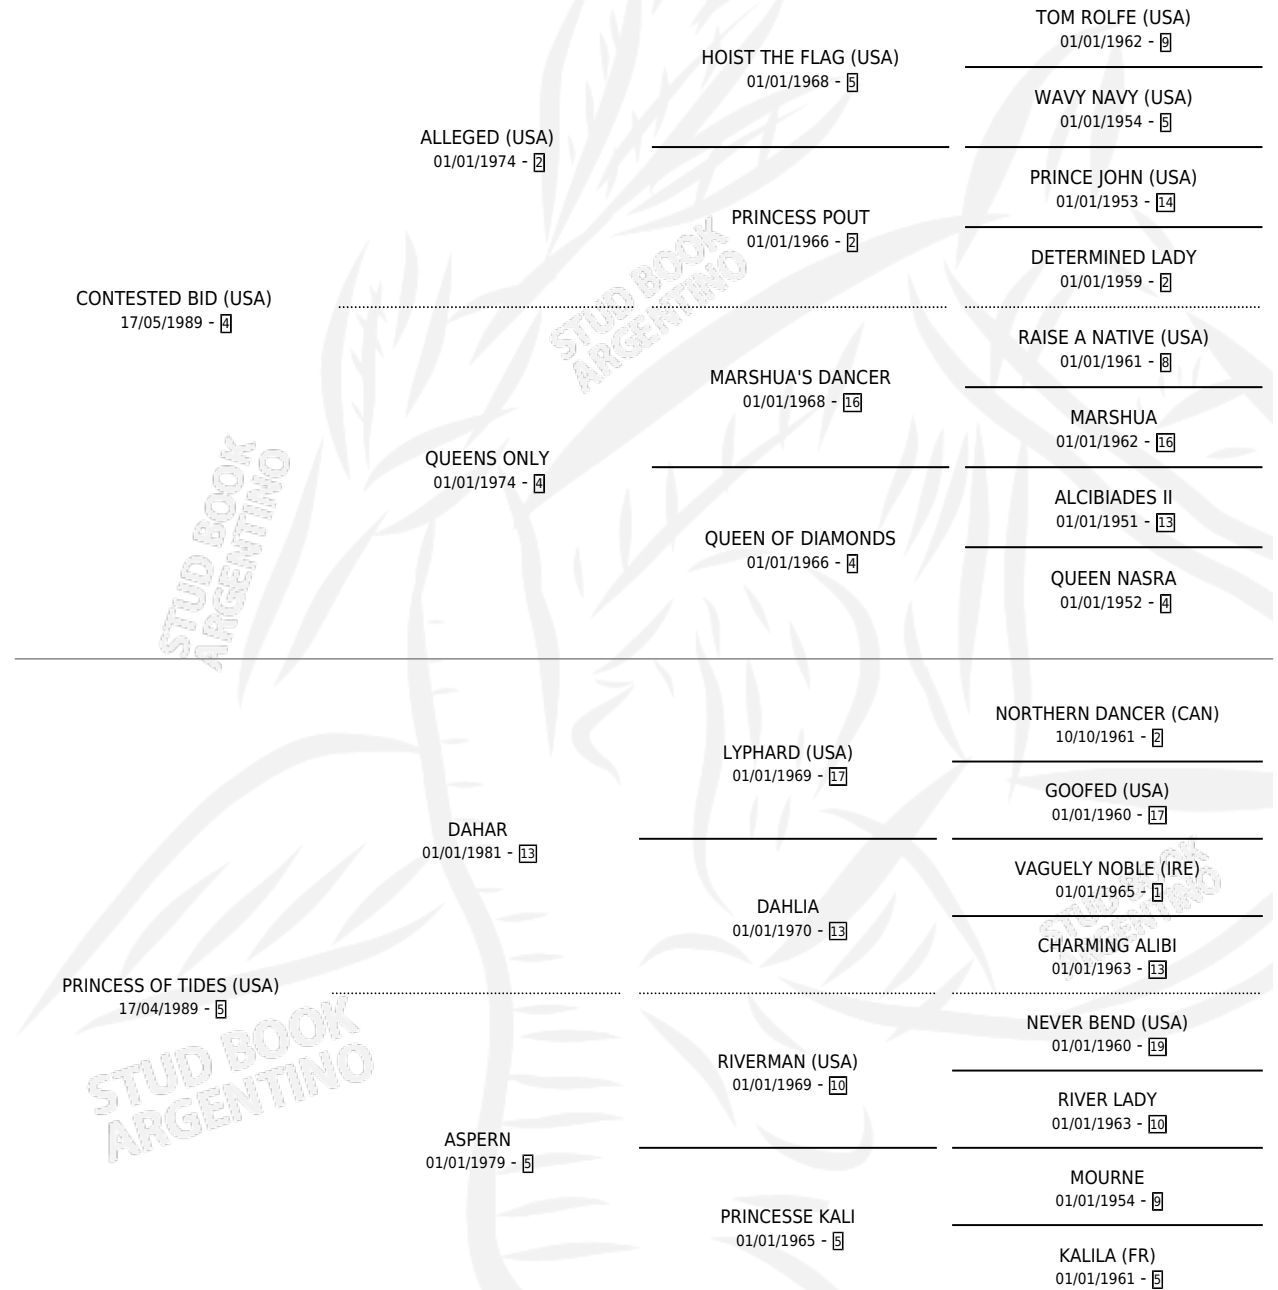 TOM ROLFE (USA)
01/01/1962 - 9
HOIST THE FLAG (USA)
01/01/1968 - 5
WAVY NAVY (USA)
01/01/1954 - 5
ALLEGED (USA)
01/01/1974 - 2
PRINCE JOHN (USA)
01/01/1953 - 14
PRINCESS POUT
01/01/1966 - 2
DETERMINED LADY
01/01/1959 - 2
CONTESTED BID (USA)
17/05/1989 - 4
STUD BOOK
ARGENTINO
RAISE A NATIVE (USA)
01/01/1961 - 8
MARSHUA'S DANCER
01/01/1968 - 16
MARSHUA
01/01/1962 - 16
QUEENS ONLY
01/01/1974 - 4
STUD BOOK
ARGENTINO
ALCIBIADES II
01/01/1951 - 13
QUEEN OF DIAMONDS
01/01/1966 - 4
QUEEN NASRA
01/01/1952 - 4
NORTHERN DANCER (CAN)
10/10/1961 - 2
LYPHARD (USA)
01/01/1969 - 17
GOOFED (USA)
01/01/1960 - 17
DAHAR
01/01/1981 - 13
VAGUELY NOBLE (IRE)
01/01/1965 - 1
STUD BOOK
ARGENTINO
DAHLIA
01/01/1970 - 13
CHARMING ALIBI
01/01/1963 - 13
PRINCESS OF TIDES (USA)
17/04/1989 - 5
STUD BOOK
ARGENTINO
NEVER BEND (USA)
01/01/1960 - 19
RIVERMAN (USA)
01/01/1969 - 10
RIVER LADY
01/01/1963 - 10
ASPERN
01/01/1979 - 5
MOURNE
01/01/1954 - 9
PRINCESSE KALI
01/01/1965 - 5
KALILA (FR)
01/01/1961 - 5